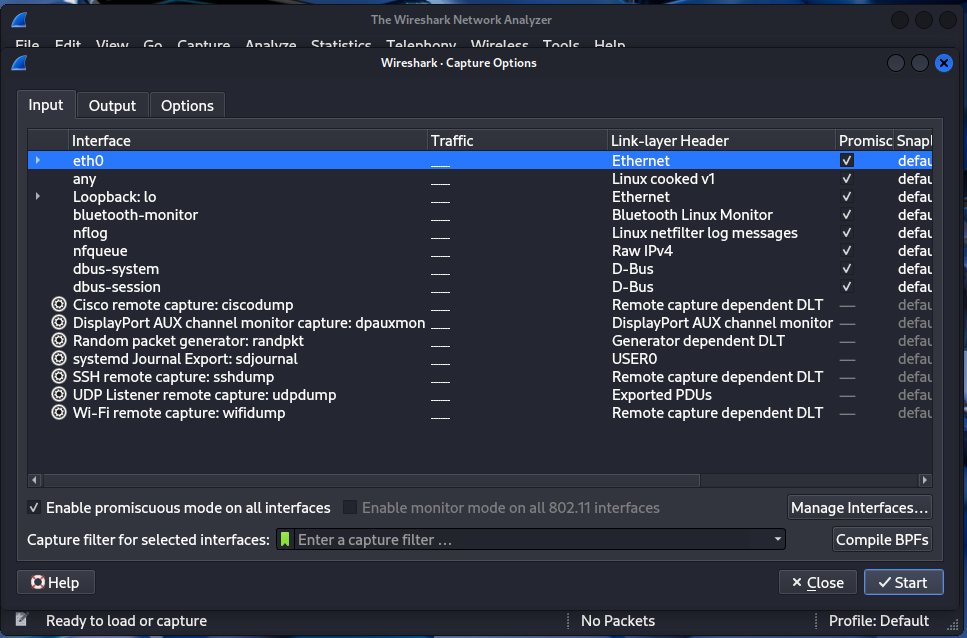 The Wireshark Network Analyzer
File Edit View Go Capture Analyze Statistics Telephony Wireless Tools Help
Wireshark · Capture Options
Input Output Options
Interface Traffic Link-layer Header Promisc Snapl
eth0 Ethernet defau
any Linux cooked v1 defau
Loopback: lo Ethernet defau
bluetooth-monitor Bluetooth Linux Monitor defau
nflog Linux netfilter log messages defau
nfqueue Raw IPv4 defau
dbus-system D-Bus defau
dbus-session D-Bus defau
Cisco remote capture: ciscodump Remote capture dependent DLT — defau
DisplayPort AUX channel monitor capture: dpauxmon DisplayPort AUX channel monitor — defau
Random packet generator: randpkt Generator dependent DLT — defau
systemd Journal Export: sdjournal USER0 — defau
SSH remote capture: sshdump Remote capture dependent DLT — defau
UDP Listener remote capture: udpdump Exported PDUs — defau
Wi-Fi remote capture: wifidump Remote capture dependent DLT — defau
Enable promiscuous mode on all interfaces Enable monitor mode on all 802.11 interfaces Manage Interfaces...
Capture filter for selected interfaces: Enter a capture filter ... Compile BPFs
Help Close Start
Ready to load or capture No Packets Profile: Default